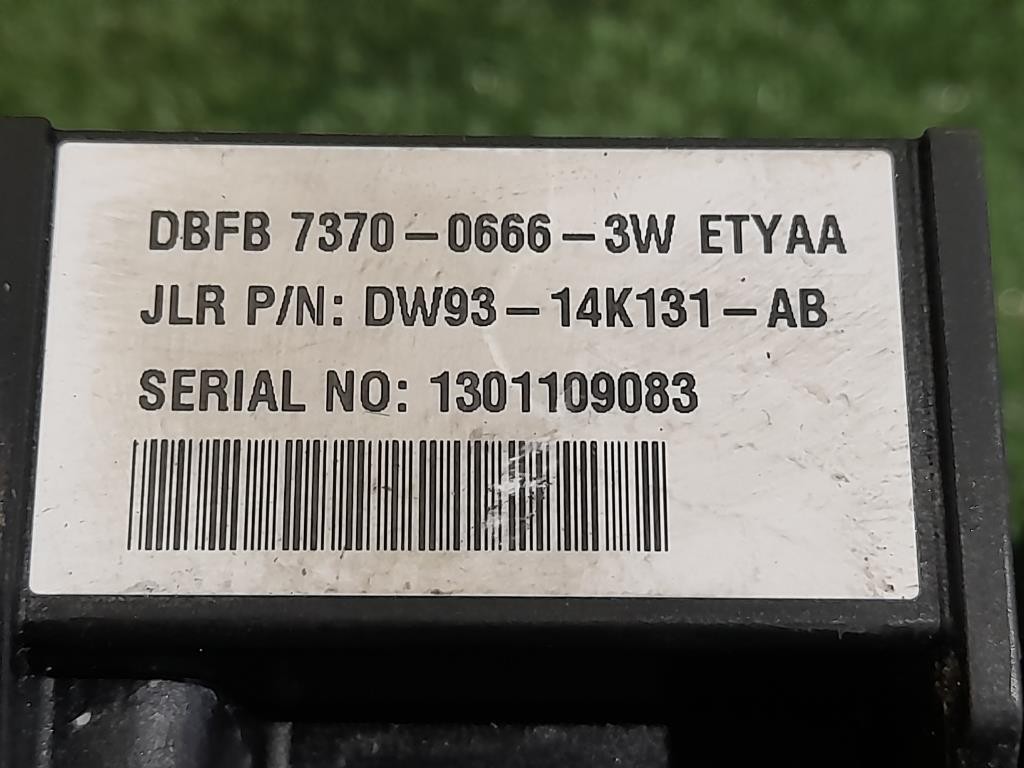 DBFB 7370-0666-3W ETYAA
JLR P/N: DW93-14K131-AB
SERIAL NO: 1301109083